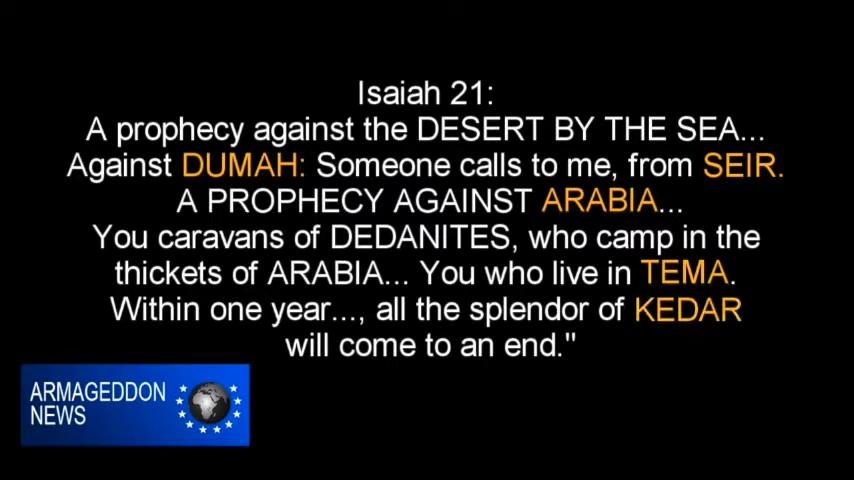 Isaiah 21:
A prophecy against the DESERT BY THE SEA...
Against DUMAH: Someone calls to me, from SEIR.
A PROPHECY AGAINST ARABIA...
You caravans of DEDANITES, who camp in the
thickets of ARABIA... You who live in TEMA.
Within one year..., all the splendor of KEDAR
will come to an end."
ARMAGEDDON
NEWS